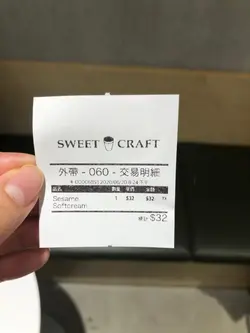 SWEET CRAFT
外帶 - 060 - 交易明細
品名 數量 單價 金額
Sesame 1 $32 $32
Softcream
總計 $32